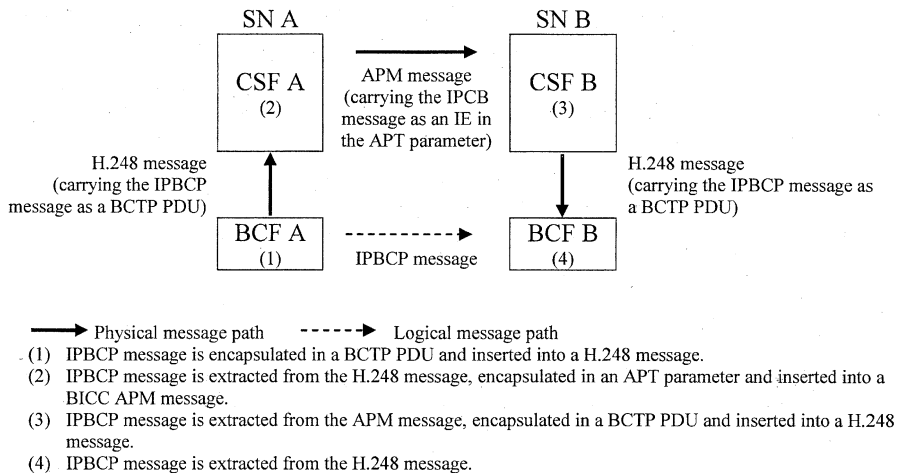 SN A
SN B
CSF A
(2)
APM message
(carrying the IPCB
message as an IE in
the APT parameter)
CSF B
(3)
H.248 message
(carrying the IPBCP
message as a BCTP PDU)
H.248 message
(carrying the IPBCP message as
a BCTP PDU)
BCF A
(1)
IPBCP message
BCF B
(4)
Physical message path
Logical message path
(1) IPBCP message is encapsulated in a BCTP PDU and inserted into a H.248 message.
(2) IPBCP message is extracted from the H.248 message, encapsulated in an APT parameter and inserted into a
BICC APM message.
(3) IPBCP message is extracted from the APM message, encapsulated in a BCTP PDU and inserted into a H.248
message.
(4) IPBCP message is extracted from the H.248 message.